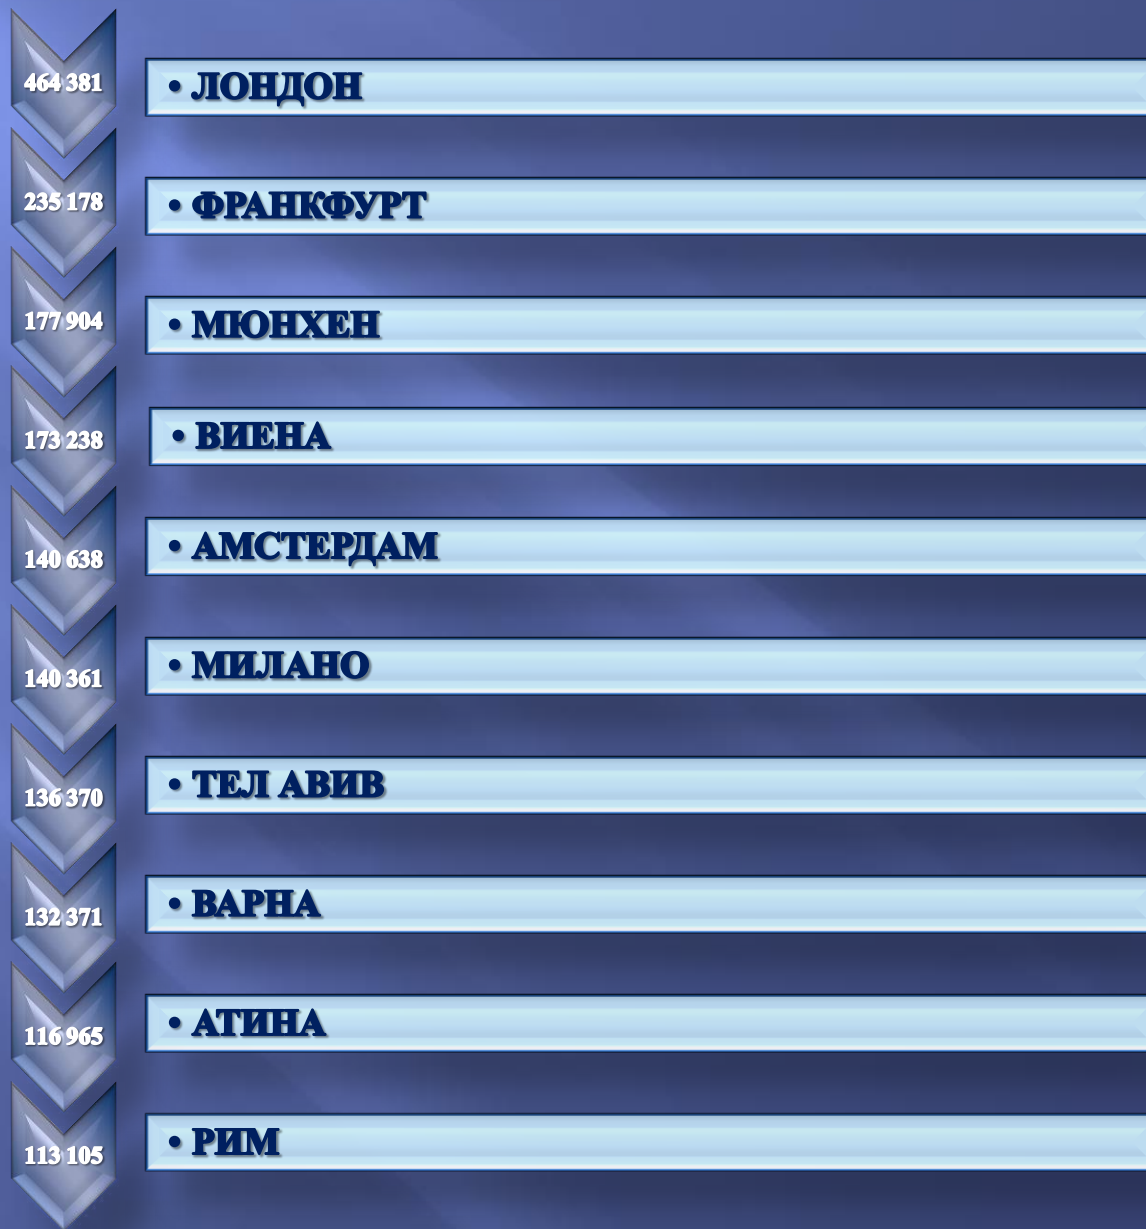 464 381
• ЛОНДОН
235 178
• ФРАНКФУРТ
177 904
• МЮНХЕН
173 238
• ВИЕНА
140 638
• АМСТЕРДАМ
140 361
• МИЛАНО
136 370
• ТЕЛ АВИВ
132 371
• ВАРНА
116 965
• АТИНА
113 105
• РИМ